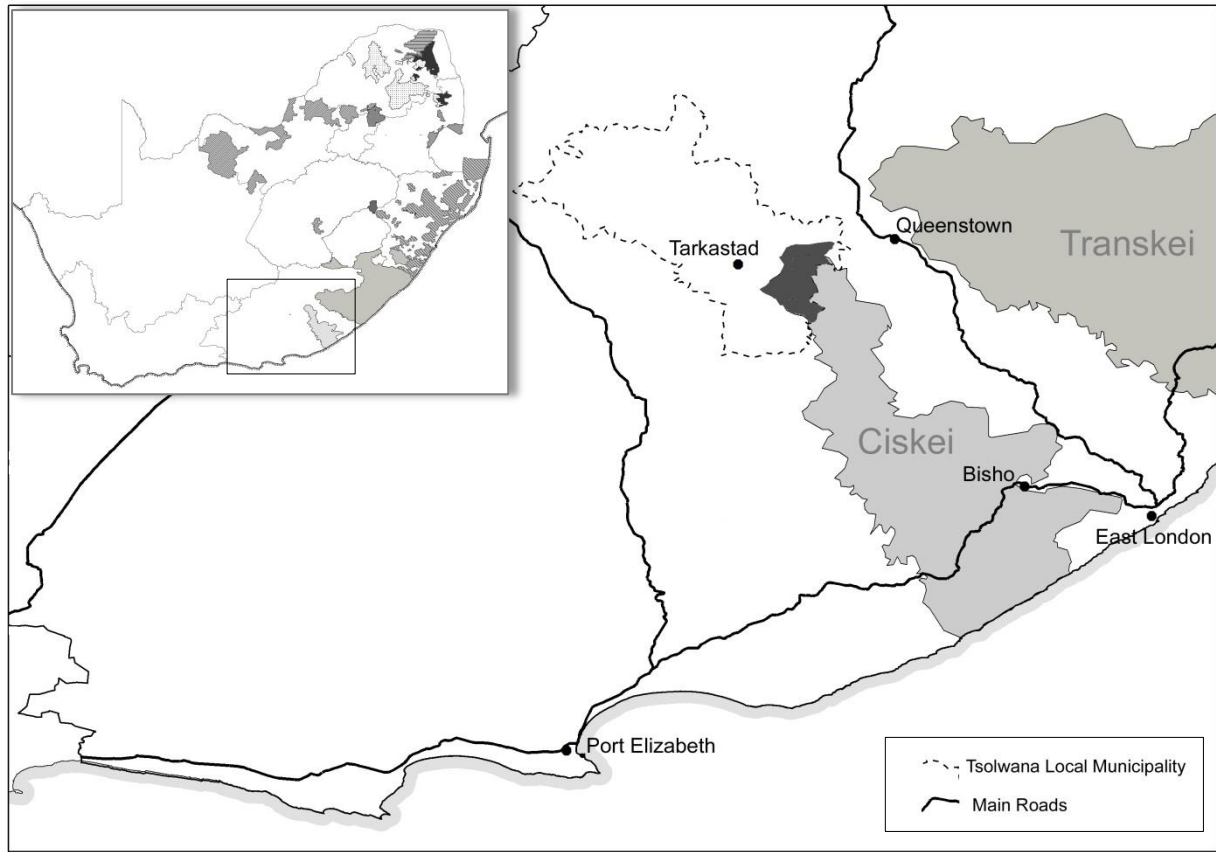 Queenstown
Transkei
Tarkastad
Ciskei
Bisho
East London
Port Elizabeth
Tsolwana Local Municipality
Main Roads